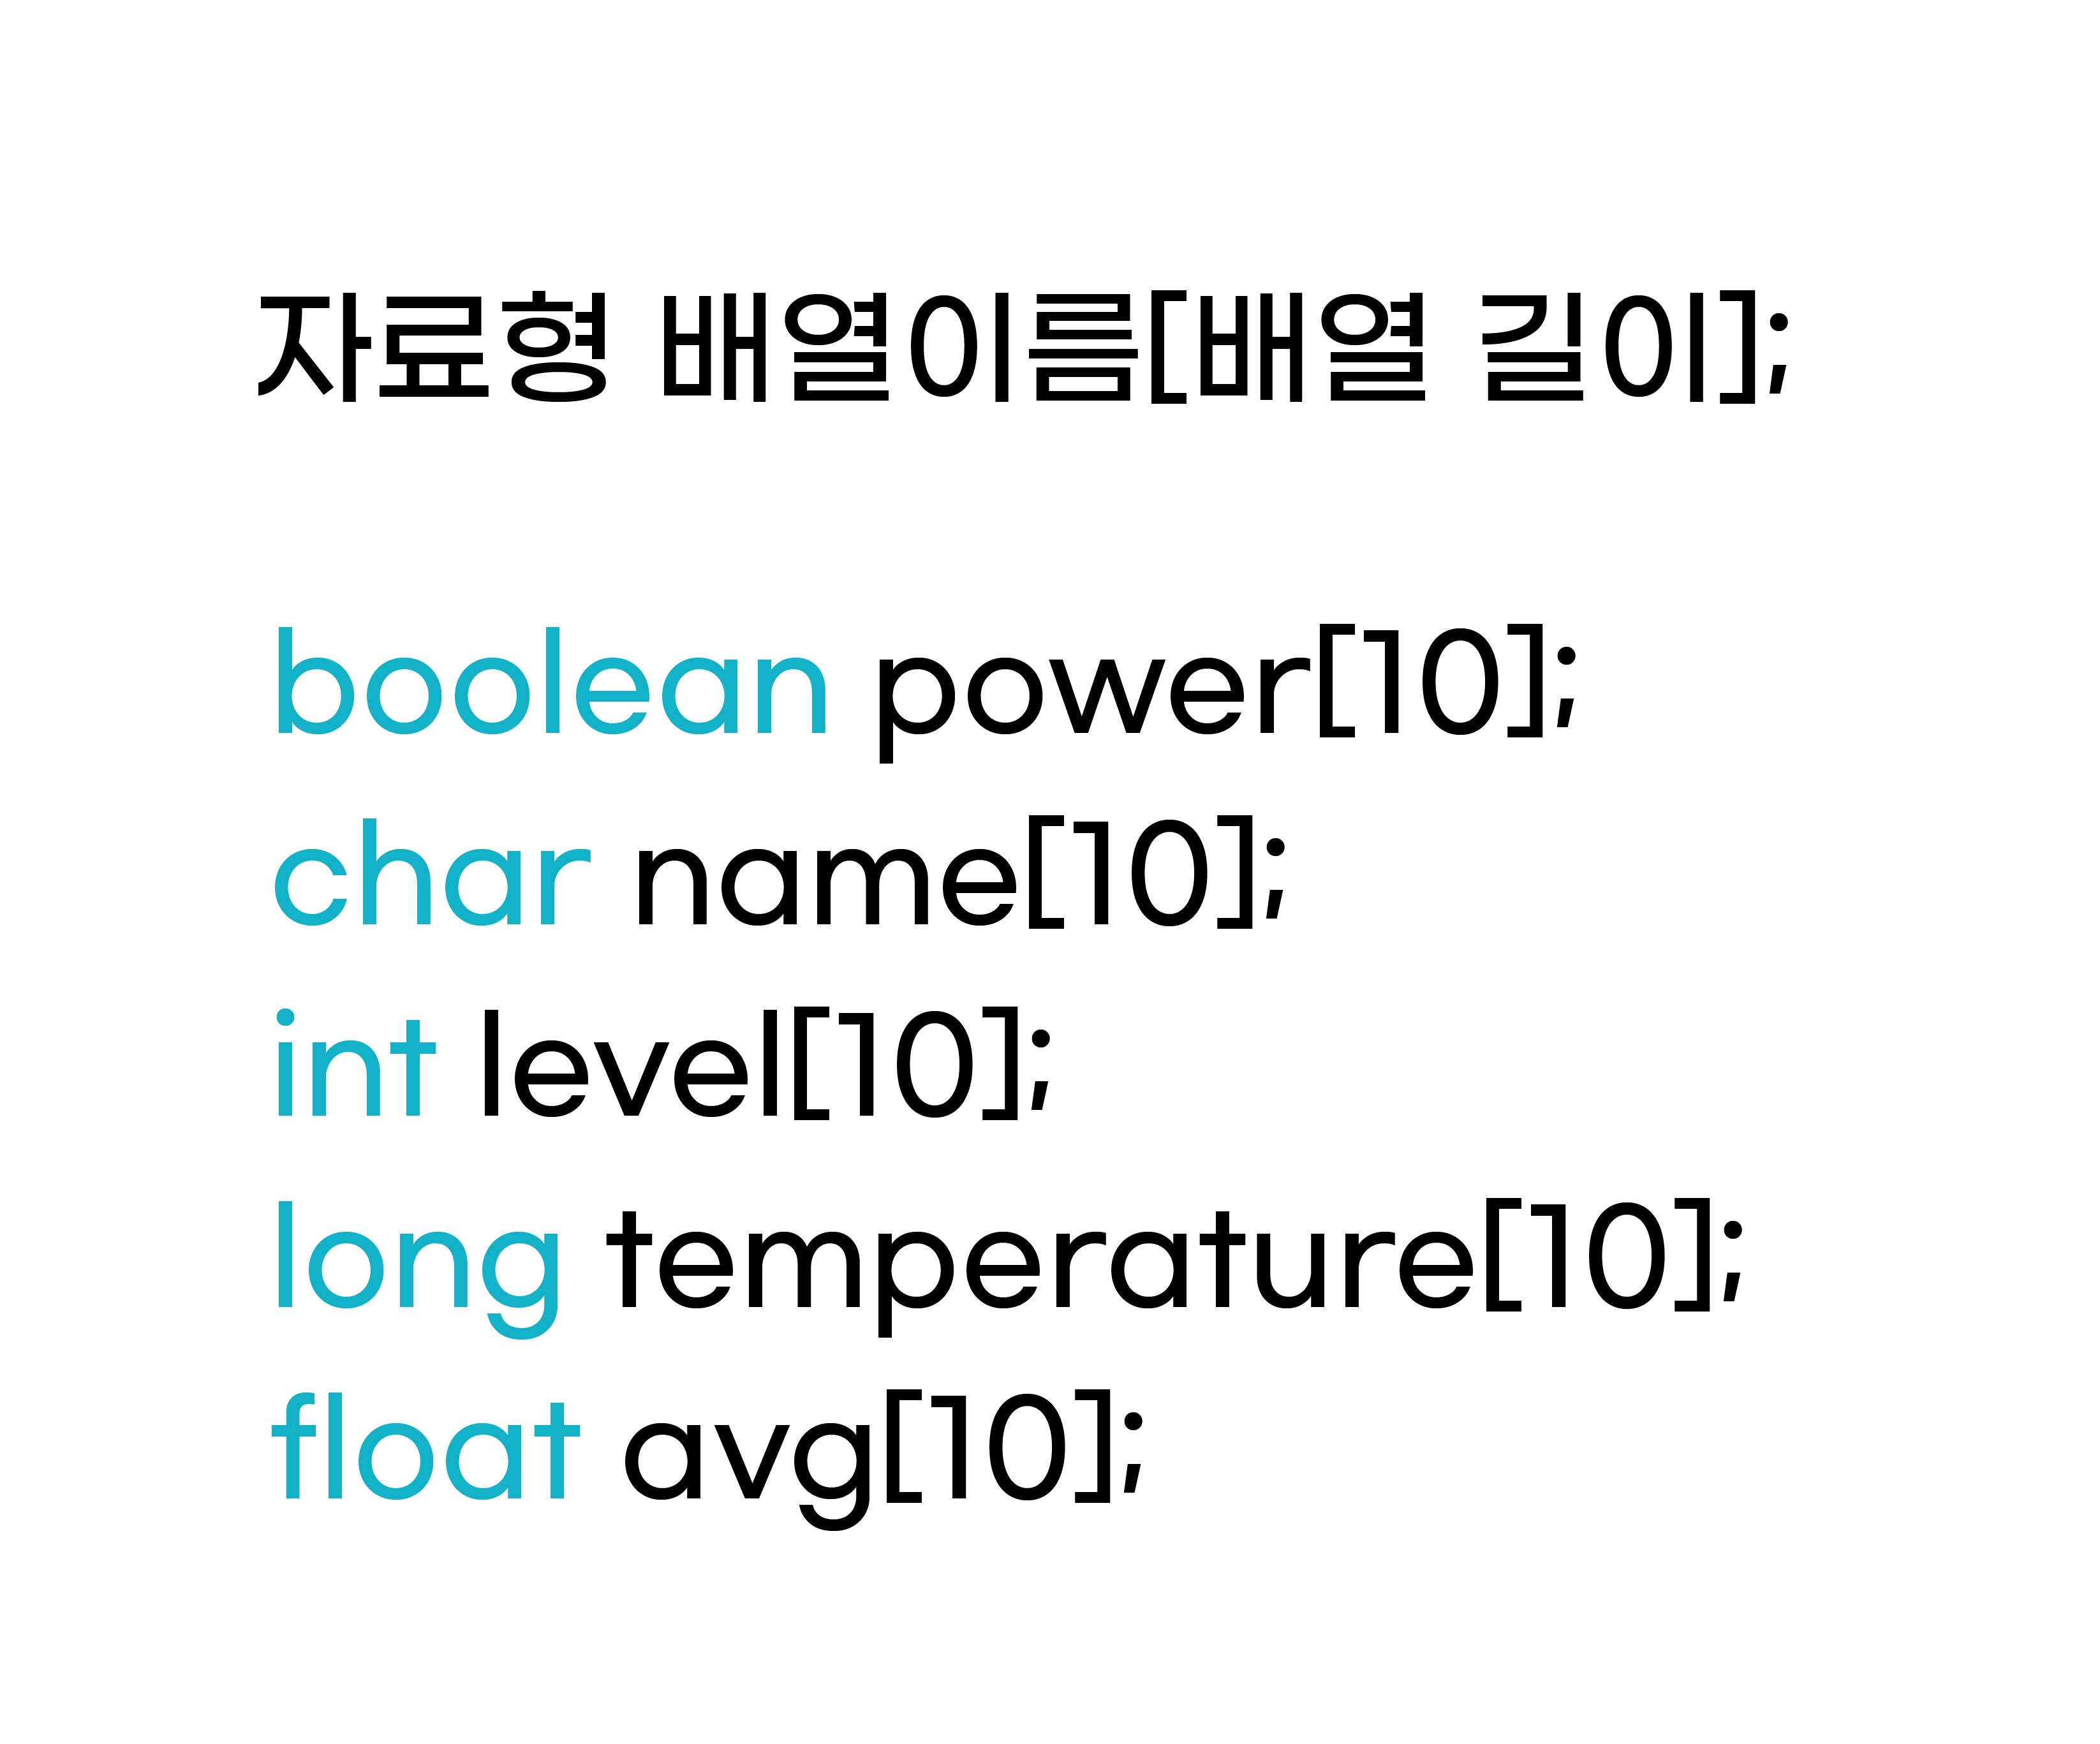 자료형 배열이름[배열 길이];
boolean power[10];
char name[10];
int level[10];
long temperature[10];
float avg[10];